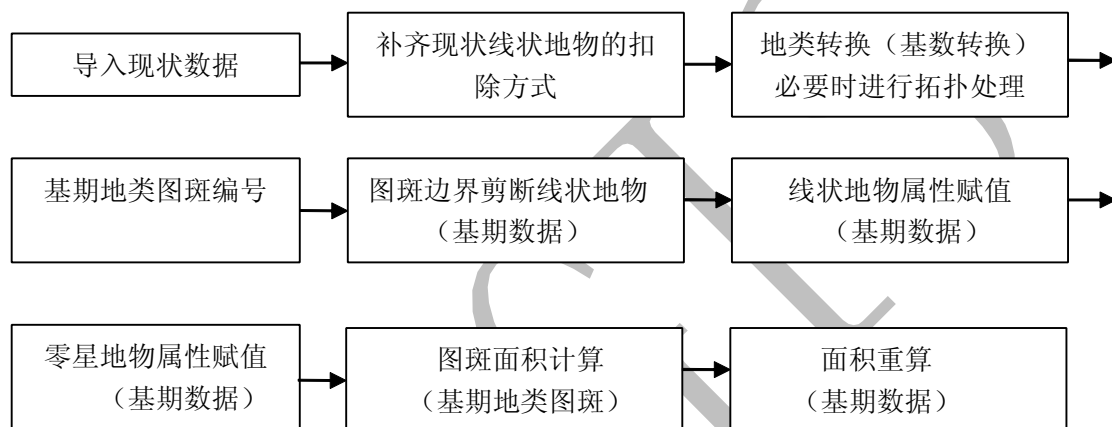 导入现状数据
补齐现状线状地物的扣
除方式
地类转换（基数转换）
必要时进行拓扑处理
基期地类图斑编号
图斑边界剪断线状地物
（基期数据）
线状地物属性赋值
（基期数据）
零星地物属性赋值
（基期数据）
图斑面积计算
（基期地类图斑）
面积重算
（基期数据）